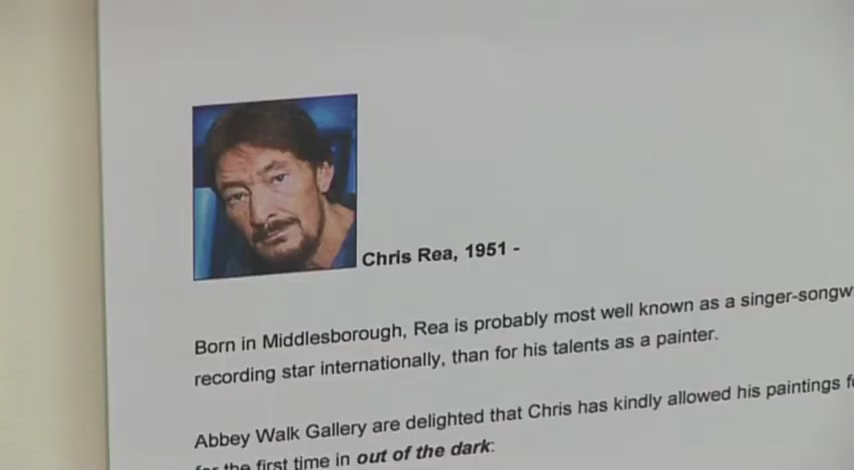 Chris Rea, 1951 -
Born in Middlesborough, Rea is probably most well known as a singer-songw
recording star internationally, than for his talents as a painter.
Abbey Walk Gallery are delighted that Chris has kindly allowed his paintings f
for the first time in out of the dark: